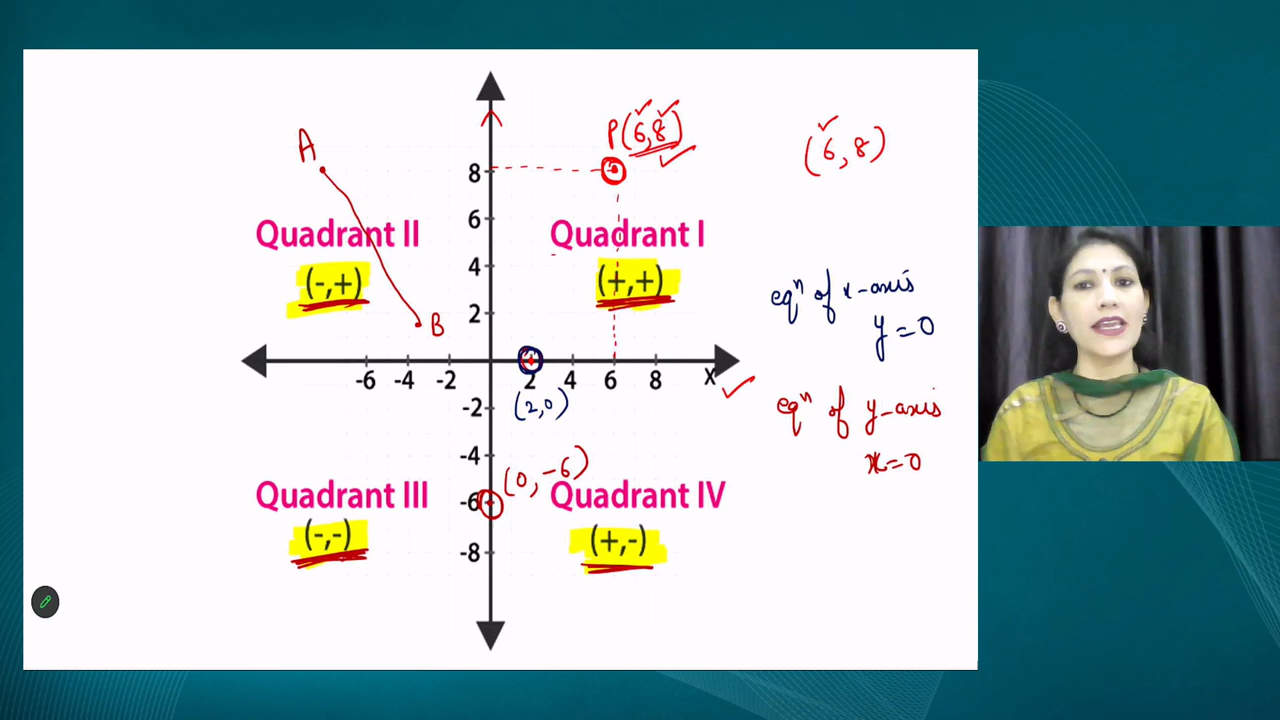 A
P(6,8)
(6,8)
8
6
4
2
Quadrant II
(-,+)
Quadrant I
(+,+)
B
eqⁿ of x-axis
y=0
-6 -4 -2 2 4 6 8 X
(2,0)
-2
-4
-6
-8
eqⁿ of y-axis
x=0
(0,-6)
Quadrant III
(-,-)
Quadrant IV
(+,-)